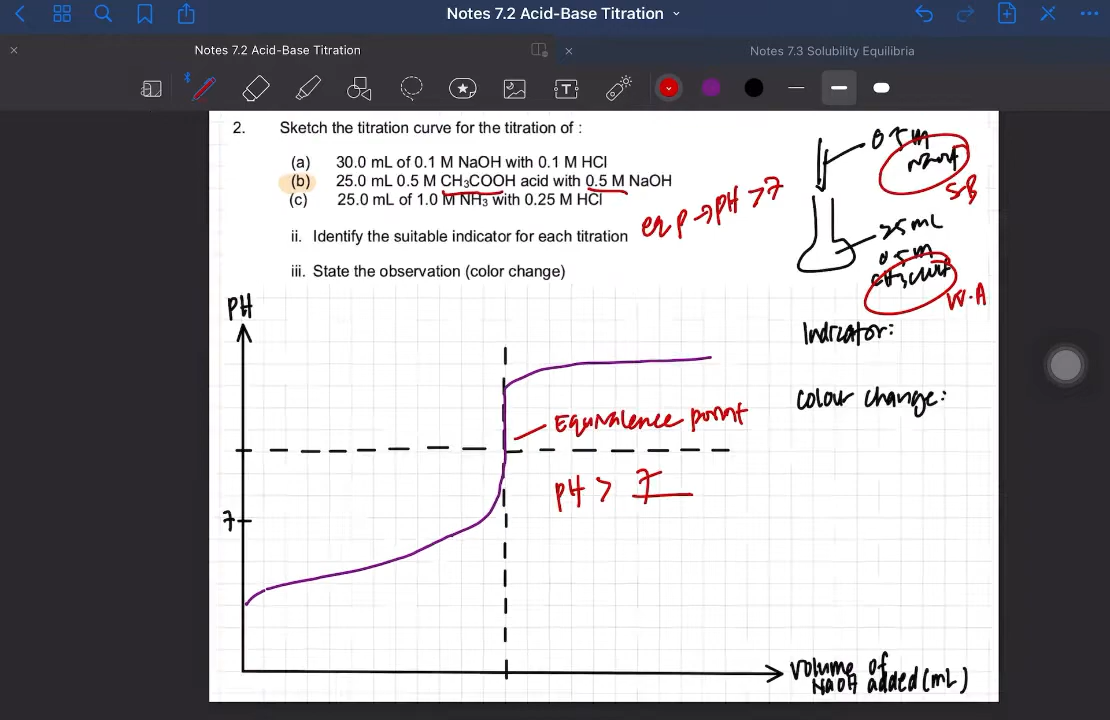 Notes 7.2 Acid-Base Titration
Notes 7.2 Acid-Base Titration
Notes 7.3 Solubility Equilibria
2. Sketch the titration curve for the titration of :
(a) 30.0 mL of 0.1 M NaOH with 0.1 M HCl
(b) 25.0 mL 0.5 M CH₃COOH acid with 0.5 M NaOH
(c) 25.0 mL of 1.0 M NH₃ with 0.25 M HCl
ii. Identify the suitable indicator for each titration
iii. State the observation (color change)
eq p → pH > 7
0.5 M
NaOH
S.B
25 mL
0.5 M
CH3COOH
W.A
Indicator:
colour change:
pH
Equivalence point
pH > 7
7
volume of
NaOH added (mL)